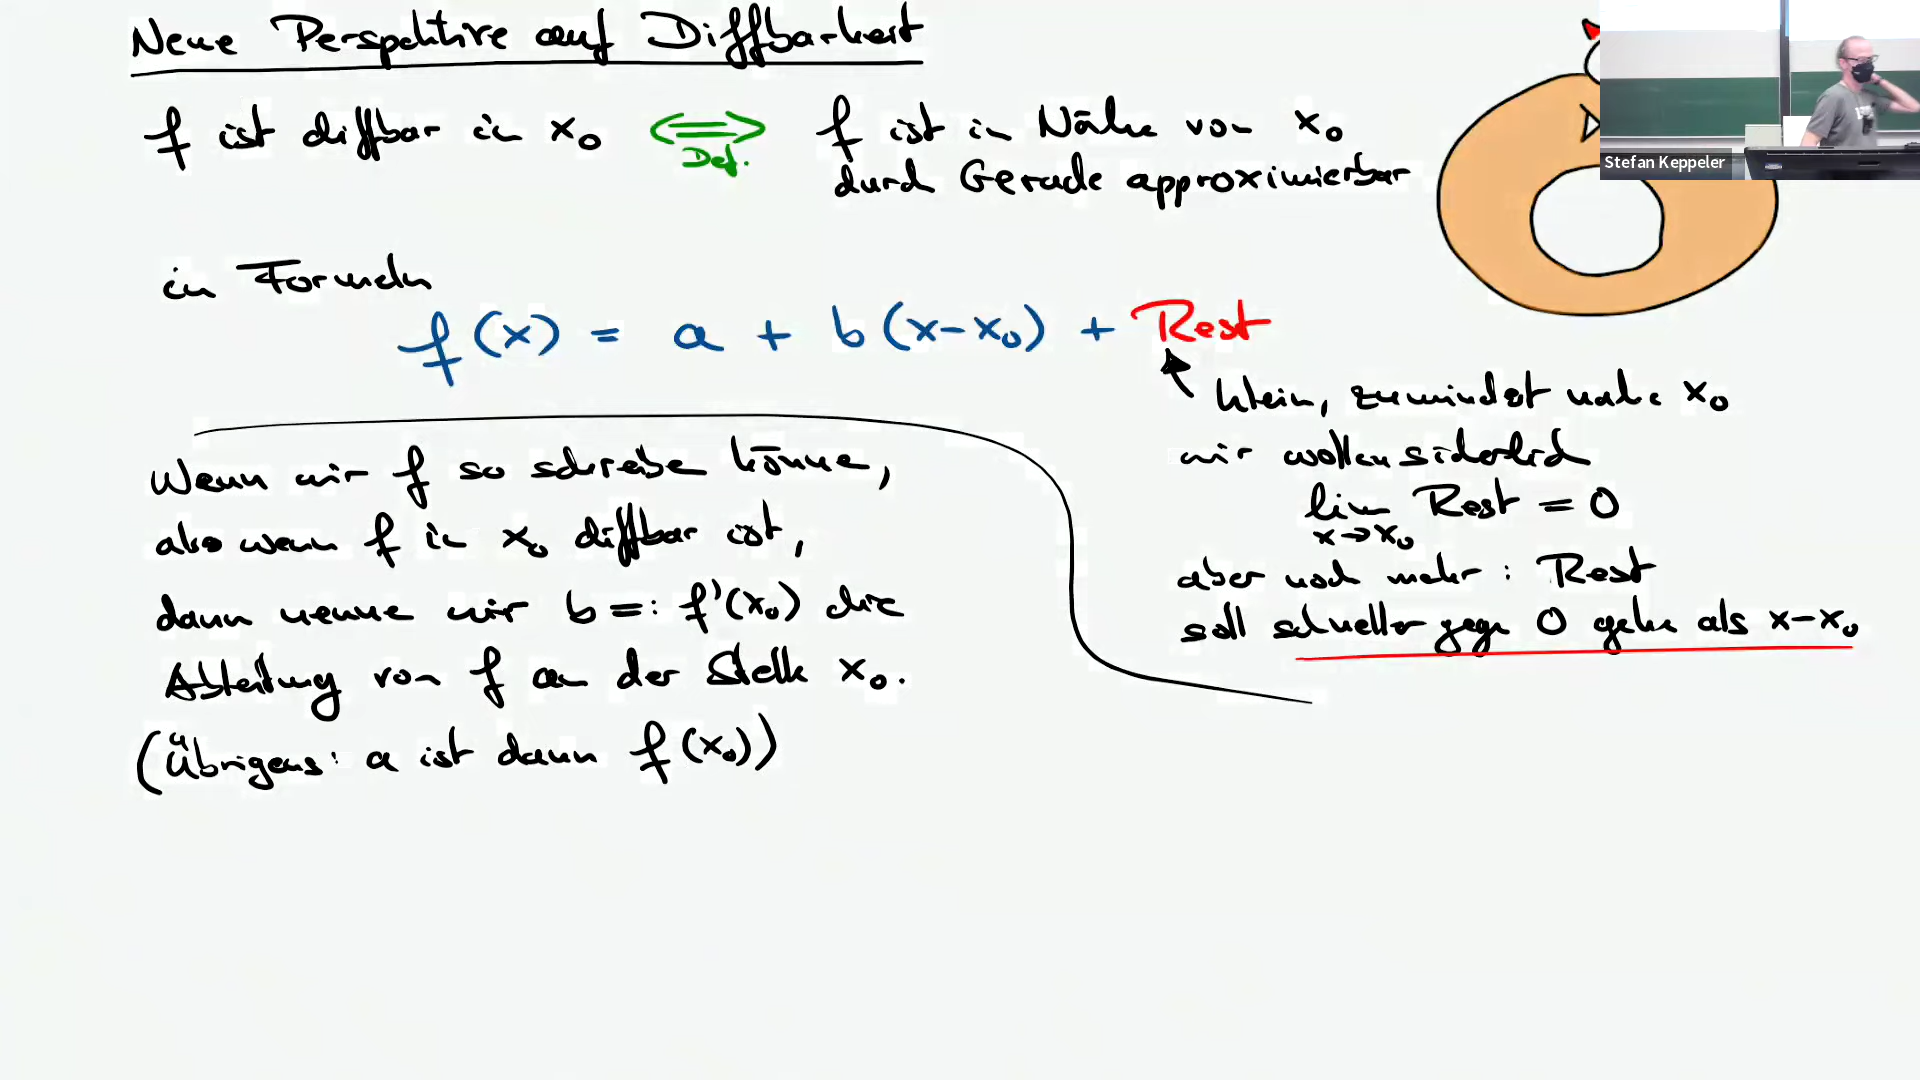 Neue Perspektive auf Diffbarkeit
f ist diffbar in x₀ ⟺ f ist in Nähe von x₀
Def. durch Gerade approximierbar
in Formeln
f(x) = a + b(x-x₀) + Rest
klein, zumindest nahe x₀
wir wollen sicherlich
lim Rest = 0
x→x₀
aber noch mehr: Rest
soll schneller gegen 0 gehen als x-x₀
Wenn wir f so schreiben können,
also wenn f in x₀ diffbar ist,
dann nennen wir b =: f'(x₀) die
Ableitung von f an der Stelle x₀.
(Übrigens: a ist dann f(x₀))
Stefan Keppeler